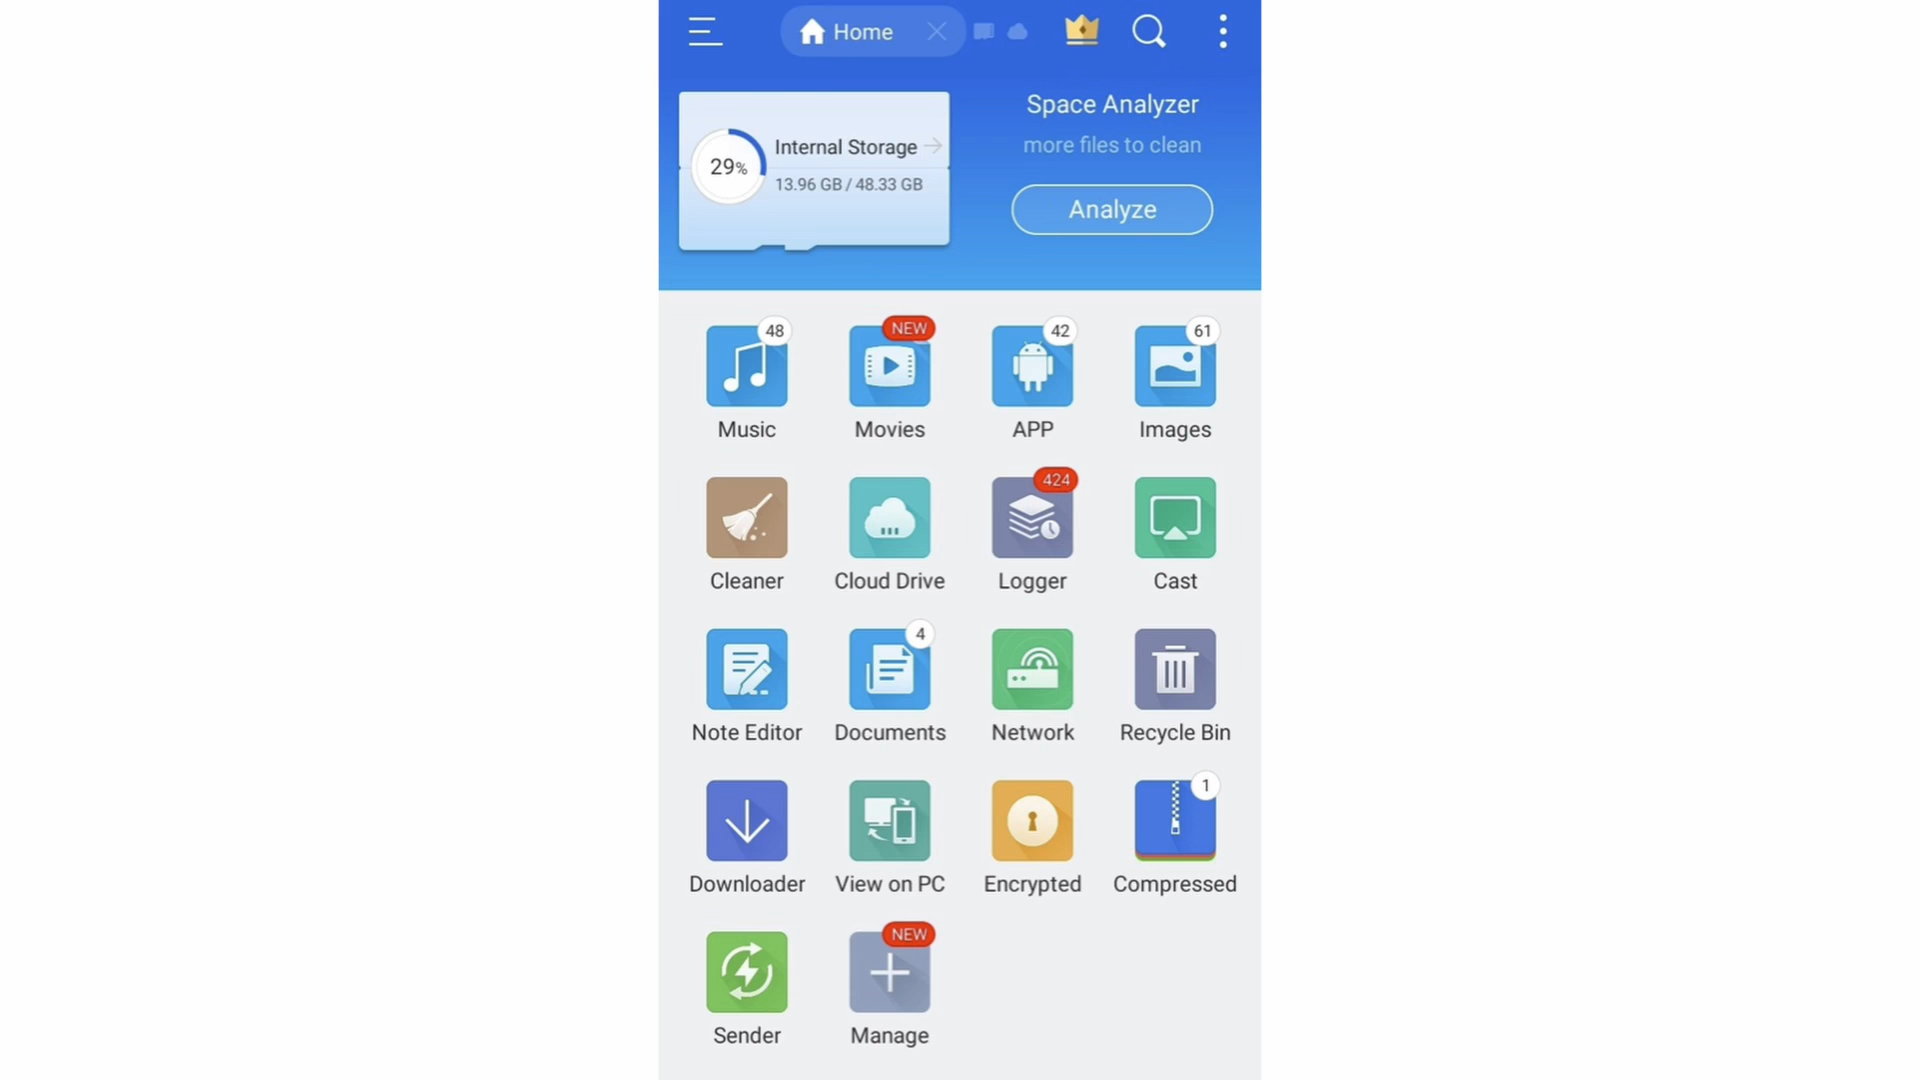 Home
Space Analyzer
more files to clean
Analyze
29%
Internal Storage
13.96 GB / 48.33 GB
48
NEW
42
61
Music
Movies
APP
Images
424
Cleaner
Cloud Drive
Logger
Cast
4
Note Editor
Documents
Network
Recycle Bin
1
Downloader
View on PC
Encrypted
Compressed
NEW
Sender
Manage